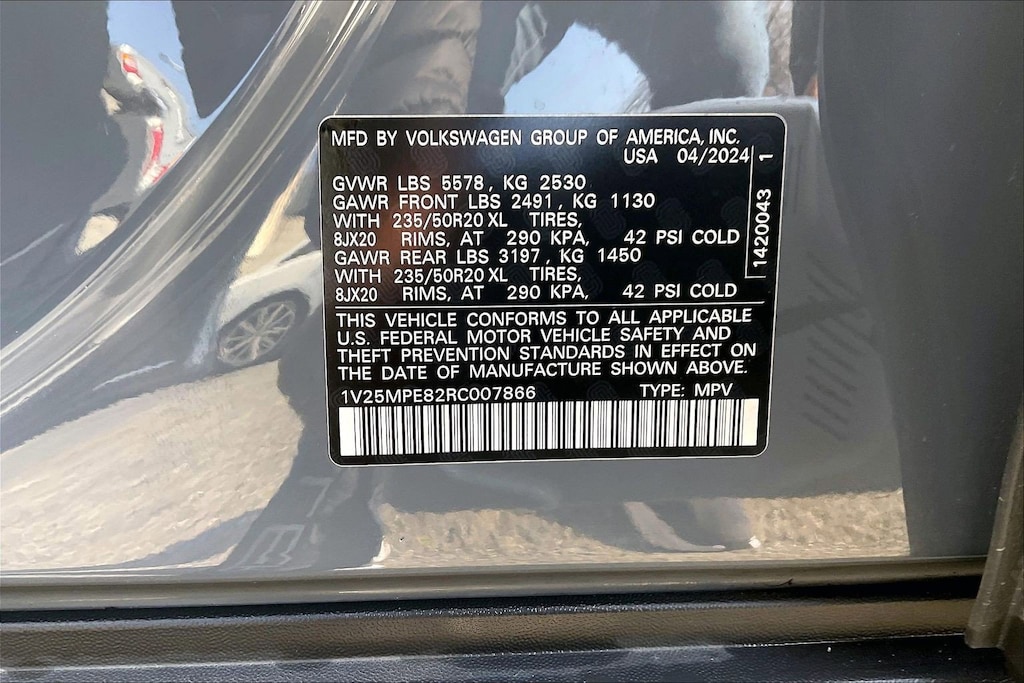 MFD BY VOLKSWAGEN GROUP OF AMERICA, INC.
USA 04/2024
GVWR LBS 5578, KG 2530
GAWR FRONT LBS 2491, KG 1130
WITH 235/50R20 XL TIRES,
8JX20 RIMS, AT 290 KPA, 42 PSI COLD
GAWR REAR LBS 3197, KG 1450
WITH 235/50R20 XL TIRES,
8JX20 RIMS, AT 290 KPA, 42 PSI COLD
1420043 1
THIS VEHICLE CONFORMS TO ALL APPLICABLE
U.S. FEDERAL MOTOR VEHICLE SAFETY AND
THEFT PREVENTION STANDARDS IN EFFECT ON
THE DATE OF MANUFACTURE SHOWN ABOVE.
1V25MPE82RC007866 TYPE: MPV